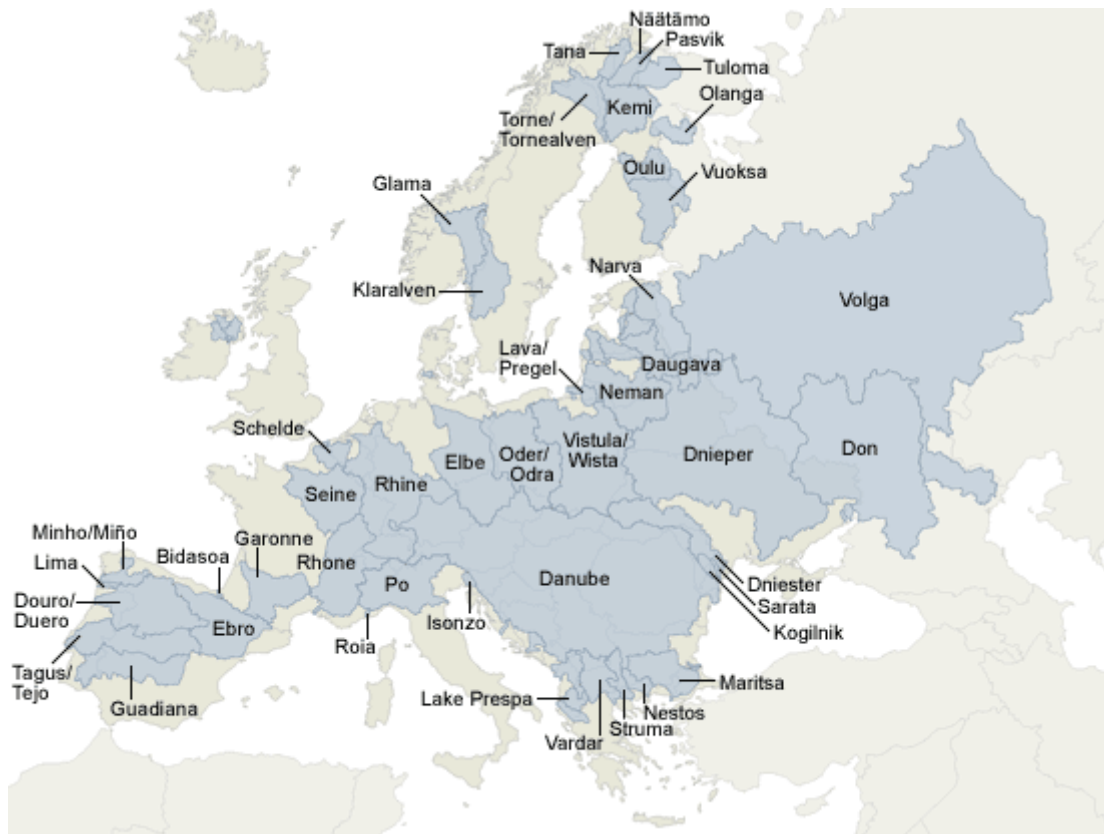 Näätämo
Pasvik
Tana
Tuloma
Olanga
Kemi
Torne/
Tornealven
Oulu
Vuoksa
Glama
Narva
Klaralven
Volga
Lava/
Pregel
Daugava
Neman
Schelde
Vistula/
Wista
Oder/
Odra
Elbe
Don
Dnieper
Rhine
Seine
Minho/Miño
Garonne
Bidasoa
Lima
Rhone
Po
Danube
Dniester
Sarata
Kogilnik
Douro/
Duero
Ebro
Isonzo
Roia
Tagus/
Tejo
Guadiana
Lake Prespa
Maritsa
Nestos
Struma
Vardar